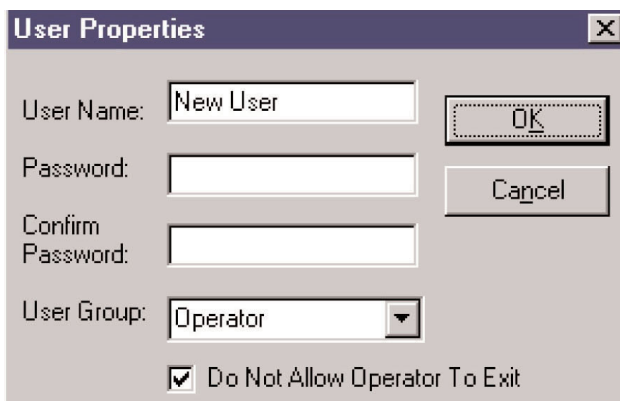 User Properties
User Name: New User
OK
Password:
Cancel
Confirm
Password:
User Group: Operator
Do Not Allow Operator To Exit